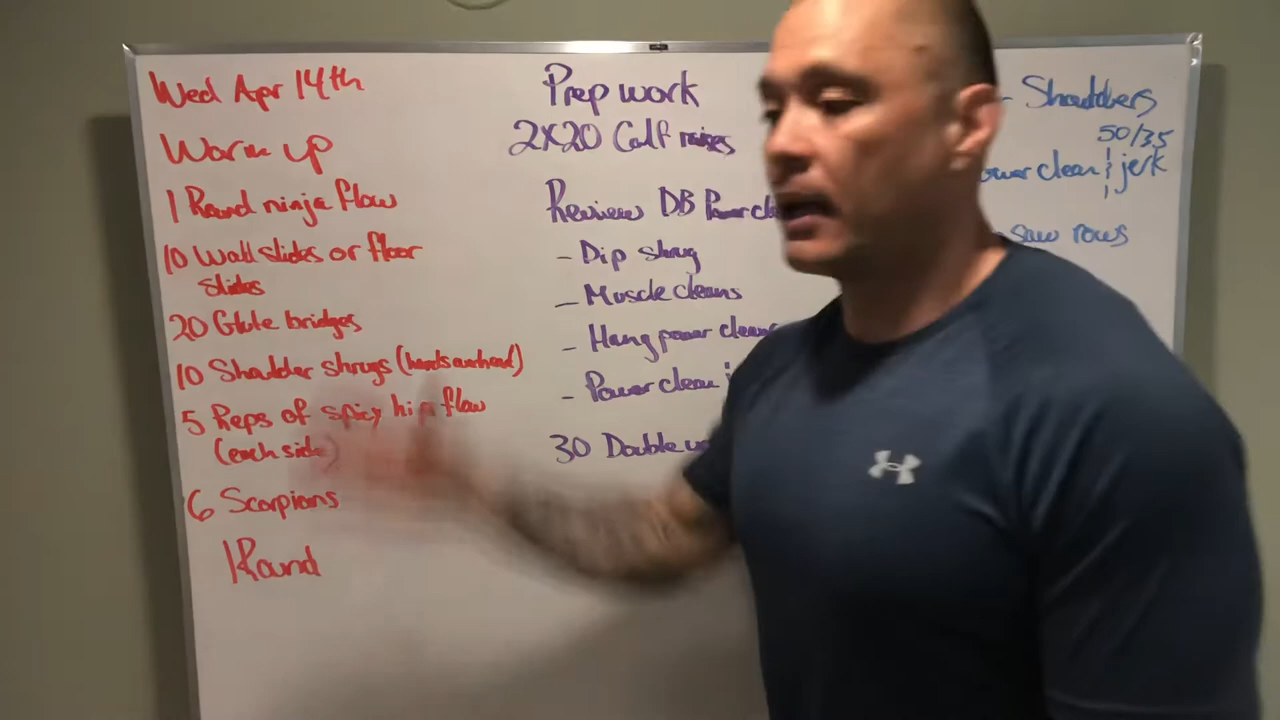 Wed Apr 14th
Warm up
1 Round ninja flow
10 Wall slides or floor
slides
20 Glute bridges
10 Shoulder shrugs (hands overhead)
5 Reps of spicy hip flow
(each side)
6 Scorpions
1 Round
Prep work
2X20 Calf raises
Review DB Power cle
- Dip shrug
- Muscle cleans
- Hang power cleans
- Power clean j
30 Double u
- Shoulders
50/35
ower clean & jerk
saw rows